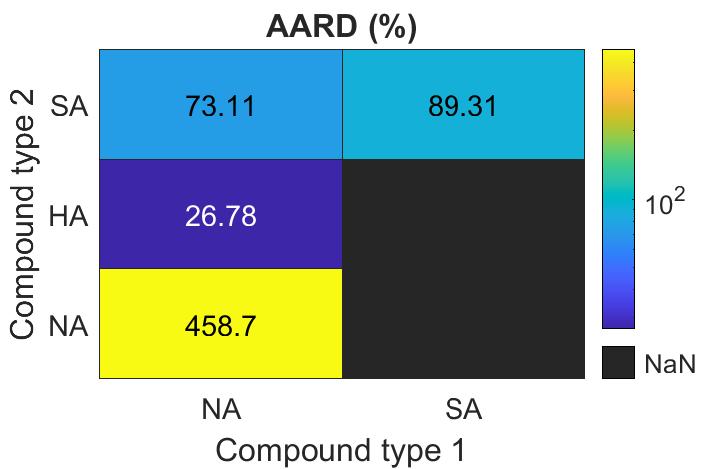 AARD (%)
Compound type 2
SA
73.11
89.31
HA
26.78
NA
458.7
NA
SA
Compound type 1
10²
NaN